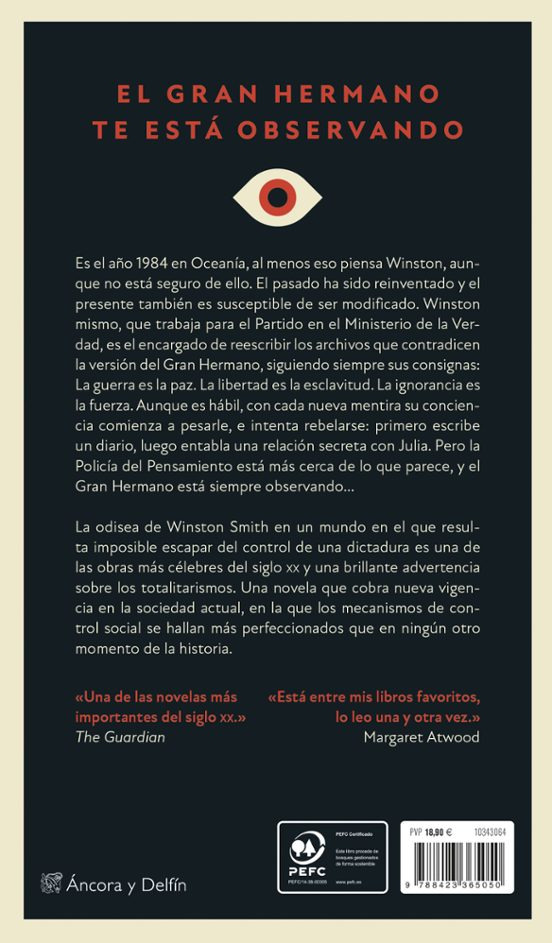 EL GRAN HERMANO
TE ESTÁ OBSERVANDO
Es el año 1984 en Oceanía, al menos eso piensa Winston, aun-
que no está seguro de ello. El pasado ha sido reinventado y el
presente también es susceptible de ser modificado. Winston
mismo, que trabaja para el Partido en el Ministerio de la Ver-
dad, es el encargado de reescribir los archivos que contradicen
la versión del Gran Hermano, siguiendo siempre sus consignas:
La guerra es la paz. La libertad es la esclavitud. La ignorancia es
la fuerza. Aunque es hábil, con cada nueva mentira su concien-
cia comienza a pesarle, e intenta rebelarse: primero escribe
un diario, luego entabla una relación secreta con Julia. Pero la
Policía del Pensamiento está más cerca de lo que parece, y el
Gran Hermano está siempre observando...
La odisea de Winston Smith en un mundo en el que resul-
ta imposible escapar del control de una dictadura es una de
las obras más célebres del siglo XX y una brillante advertencia
sobre los totalitarismos. Una novela que cobra nueva vigen-
cia en la sociedad actual, en la que los mecanismos de con-
trol social se hallan más perfeccionados que en ningún otro
momento de la historia.
«Una de las novelas más
importantes del siglo XX.»
The Guardian
«Está entre mis libros favoritos,
lo leo una y otra vez.»
Margaret Atwood
Áncora y Delfín
PEFC
PEFC Certificado
Este libro procede de
bosques gestionados
de forma sostenible
www.pefc.es
PVP 18,90 € 10343064
9 788423 365050